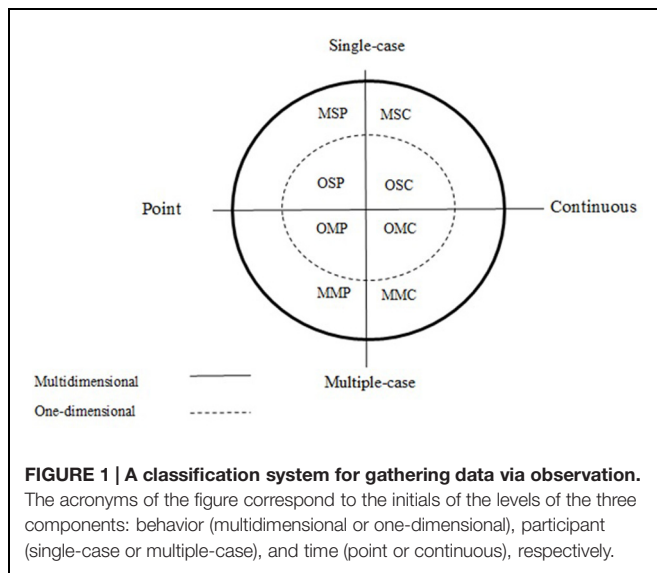 Single-case
MSP MSC
OSP OSC
Point Continuous
OMP OMC
MMP MMC
Multidimensional
Multiple-case
One-dimensional
FIGURE 1 | A classification system for gathering data via observation.
The acronyms of the figure correspond to the initials of the levels of the three
components: behavior (multidimensional or one-dimensional), participant
(single-case or multiple-case), and time (point or continuous), respectively.